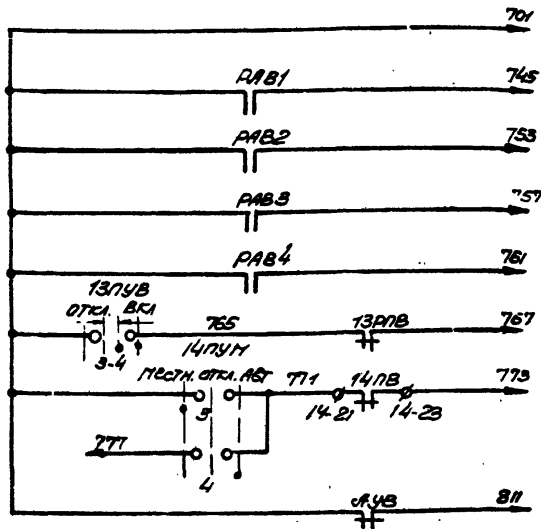 701
РАВ1 745
РАВ2 753
РАВ3 757
РАВ4 761
13ПУВ
ОТКЛ. ВКЛ
765 13РПВ 767
3-4 14ПУМ
МЕСТН. ОТКЛ. АВТ 771 14ПВ 773
3 14-21 14-23
777
4
АУВ 811